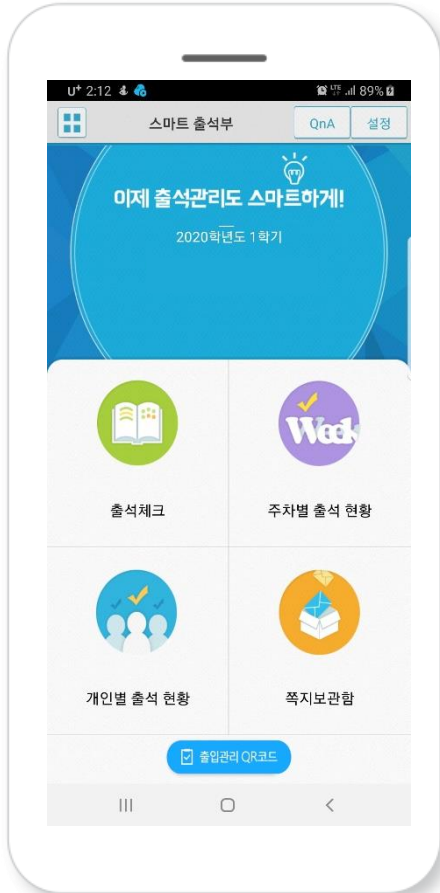 U+ 2:12 LTE 89%
스마트 출석부 QnA 설정
이제 출석관리도 스마트하게!
2020학년도 1학기
Week
출석체크 주차별 출석 현황
개인별 출석 현황 쪽지보관함
출입관리 QR코드